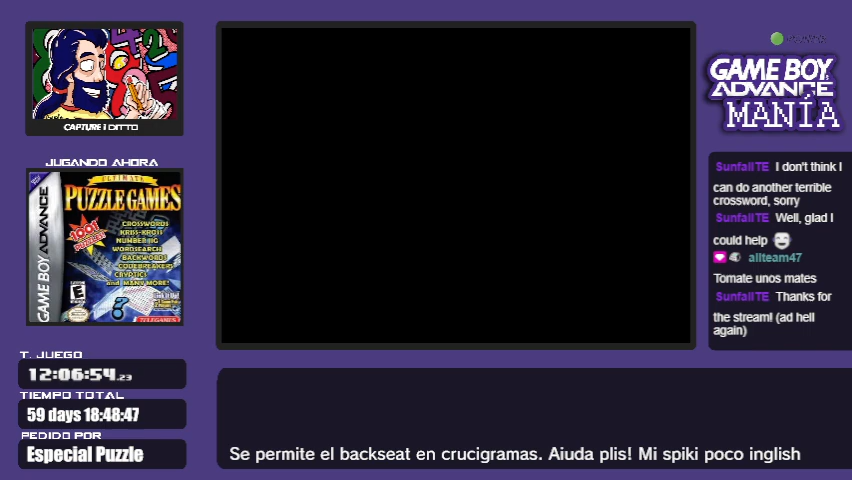 CAPTURE I DITTO
JUGANDO AHORA
GAME BOY ADVANCE
ULTIMATE
PUZZLE GAMES
1001
CROSSWORDS
KRISS-KROSS
NUMBER JIG
WORDSEARCH
BACKWORDS
CODEBREAKERS
CRYPTICS
and MANY MORE!
TELEGAMES
T. JUEGO
12:06:54.23
TIEMPO TOTAL
59 days 18:48:47
PEDIDO POR
Especial Puzzle
GAME BOY
ADVANCE
MANÍA
SunfallTE I don't think I
can do another terrible
crossword, sorry
SunfallTE Well, glad I
could help
allteam47
Tomate unos mates
SunfallTE Thanks for
the stream! (ad hell
again)
Se permite el backseat en crucigramas. Aiuda plis! Mi spiki poco inglish